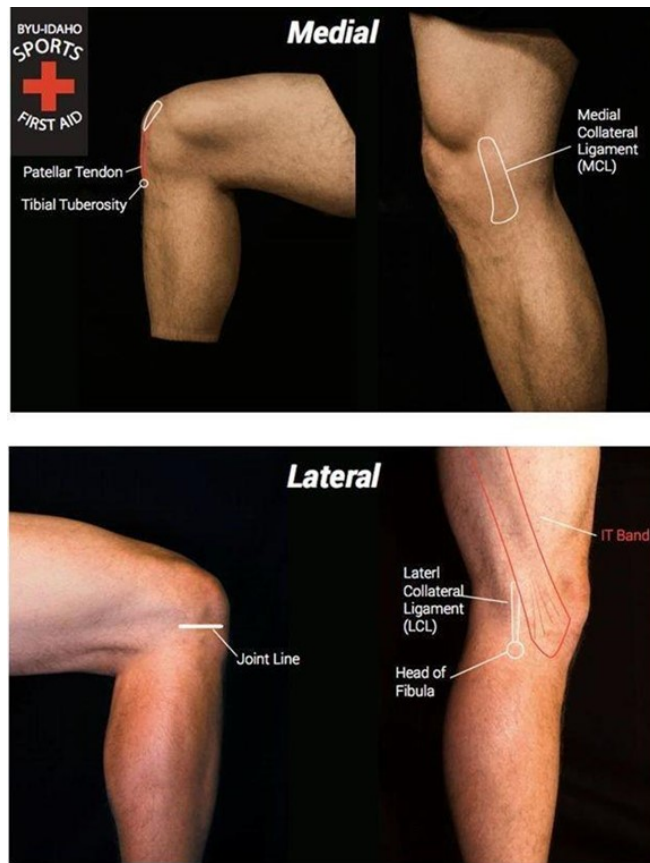 BYU-IDAHO
SPORTS
FIRST AID
Medial
Patellar Tendon
Tibial Tuberosity
Medial
Collateral
Ligament
(MCL)
Lateral
Joint Line
IT Band
Laterl
Collateral
Ligament
(LCL)
Head of
Fibula